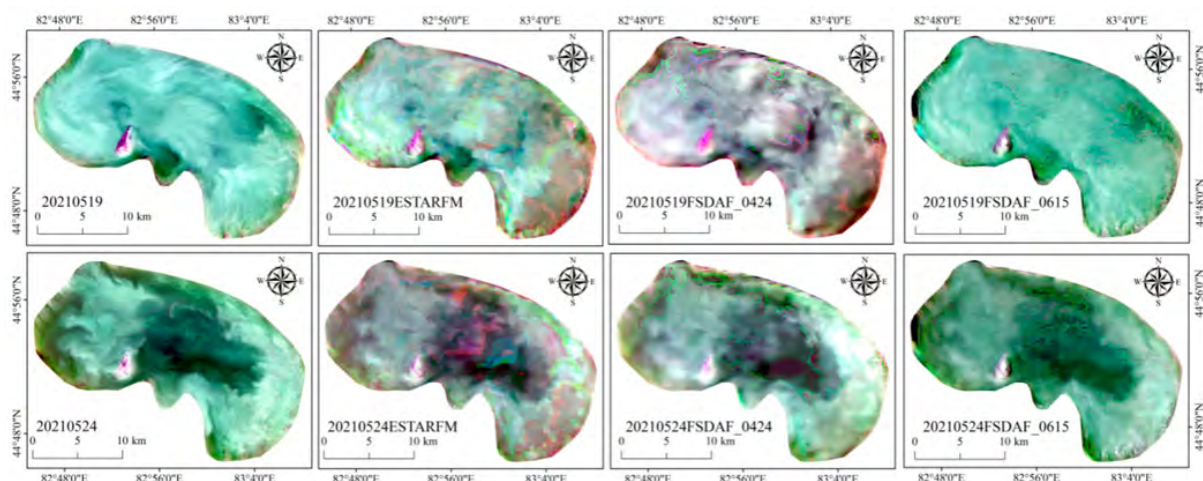 82°48'0"E 82°56'0"E 83°4'0"E 82°48'0"E 82°56'0"E 83°4'0"E 82°48'0"E 82°56'0"E 83°4'0"E 82°48'0"E 82°56'0"E 83°4'0"E
N
W E
S
N
W E
S
N
W E
S
N
W E
S
44°56'0"N
44°56'0"N
44°48'0"N
44°48'0"N
20210519
0 5 10 km
20210519ESTARFM
0 5 10 km
20210519FSDAF_0424
0 5 10 km
20210519FSDAF_0615
0 5 10 km
N
W E
S
N
W E
S
N
W E
S
N
W E
S
44°56'0"N
44°56'0"N
44°48'0"N
44°48'0"N
20210524
0 5 10 km
20210524ESTARFM
0 5 10 km
20210524FSDAF_0424
0 5 10 km
20210524FSDAF_0615
0 5 10 km
82°48'0"E 82°56'0"E 83°4'0"E 82°48'0"E 82°56'0"E 83°4'0"E 82°48'0"E 82°56'0"E 83°4'0"E 82°48'0"E 82°56'0"E 83°4'0"E